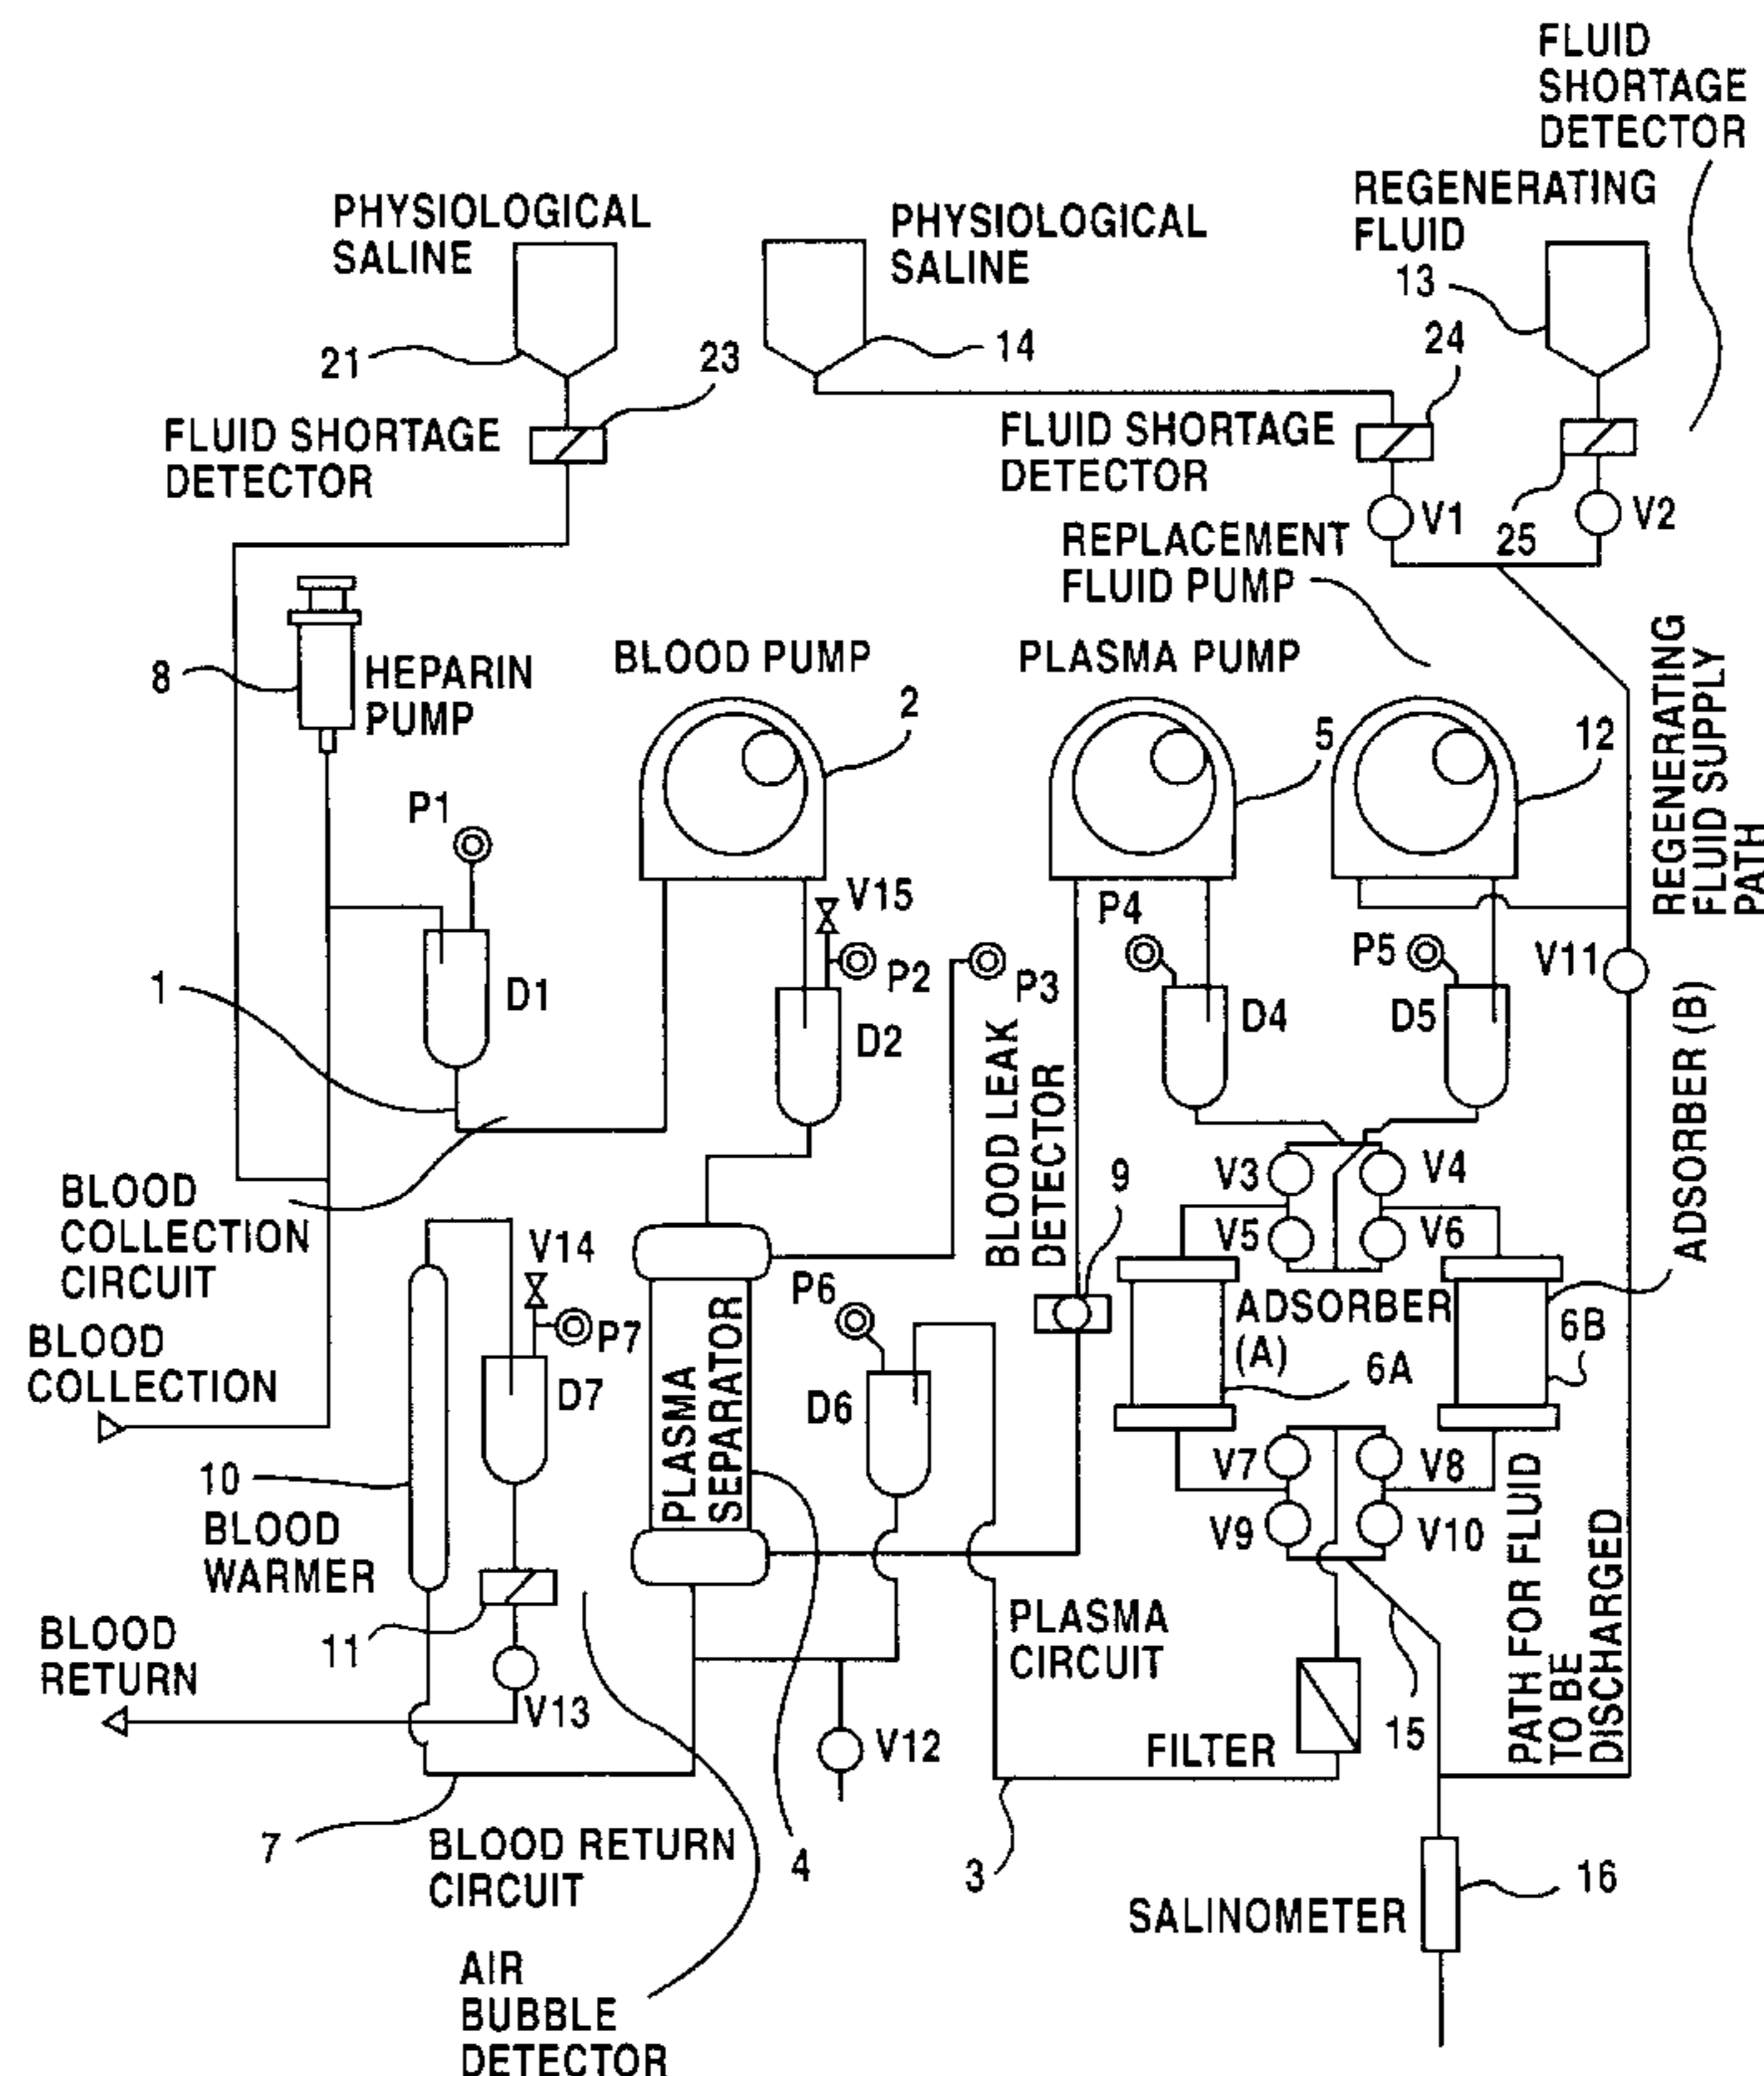 FLUID
SHORTAGE
DETECTOR
PHYSIOLOGICAL
SALINE
PHYSIOLOGICAL
SALINE
REGENERATING
FLUID
13
21
23
14
24
FLUID SHORTAGE
DETECTOR
FLUID SHORTAGE
DETECTOR
V1
25
V2
REPLACEMENT
FLUID PUMP
8
HEPARIN
PUMP
BLOOD PUMP
2
PLASMA PUMP
5
12
REGENERATING
FLUID SUPPLY
PATH
P1
V15
P2
P3
P4
P5
V11
1
D1
D2
D4
D5
BLOOD LEAK
DETECTOR
9
V3
V4
V5
V6
ADSORBER (B)
BLOOD
COLLECTION
CIRCUIT
V14
P7
P6
ADSORBER
(A)
6A
6B
BLOOD
COLLECTION
D7
PLASMA
SEPARATOR
D6
10
V7
V8
V9
V10
BLOOD
WARMER
PATH FOR FLUID
TO BE
DISCHARGED
BLOOD
RETURN
11
V13
PLASMA
CIRCUIT
V12
FILTER
15
7
BLOOD RETURN
CIRCUIT
4
3
SALINOMETER
16
AIR
BUBBLE
DETECTOR